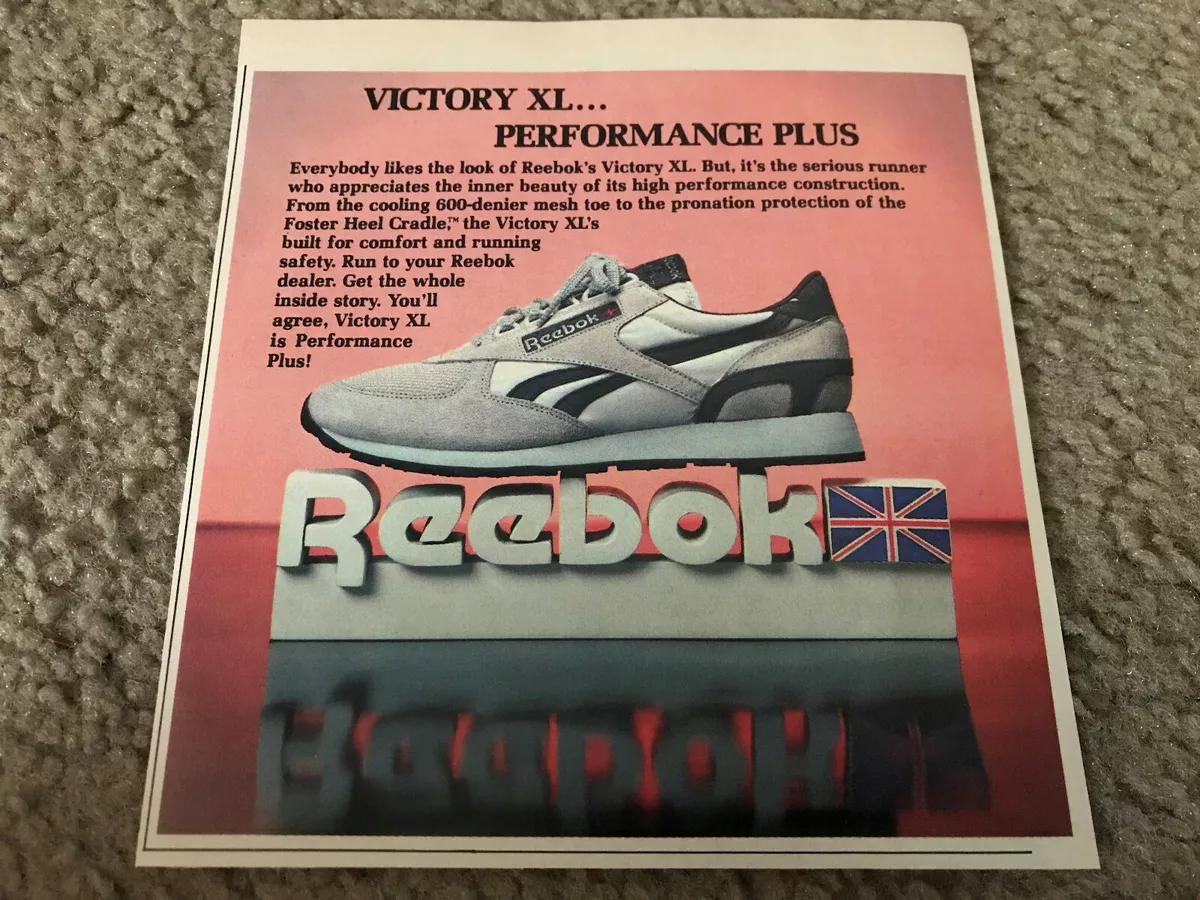 VICTORY XL...
PERFORMANCE PLUS
Everybody likes the look of Reebok's Victory XL. But, it's the serious runner
who appreciates the inner beauty of its high performance construction.
From the cooling 600-denier mesh toe to the pronation protection of the
Foster Heel Cradle,™ the Victory XL's
built for comfort and running
safety. Run to your Reebok
dealer. Get the whole
inside story. You'll
agree, Victory XL
is Performance
Plus!
Reebok
Reebok